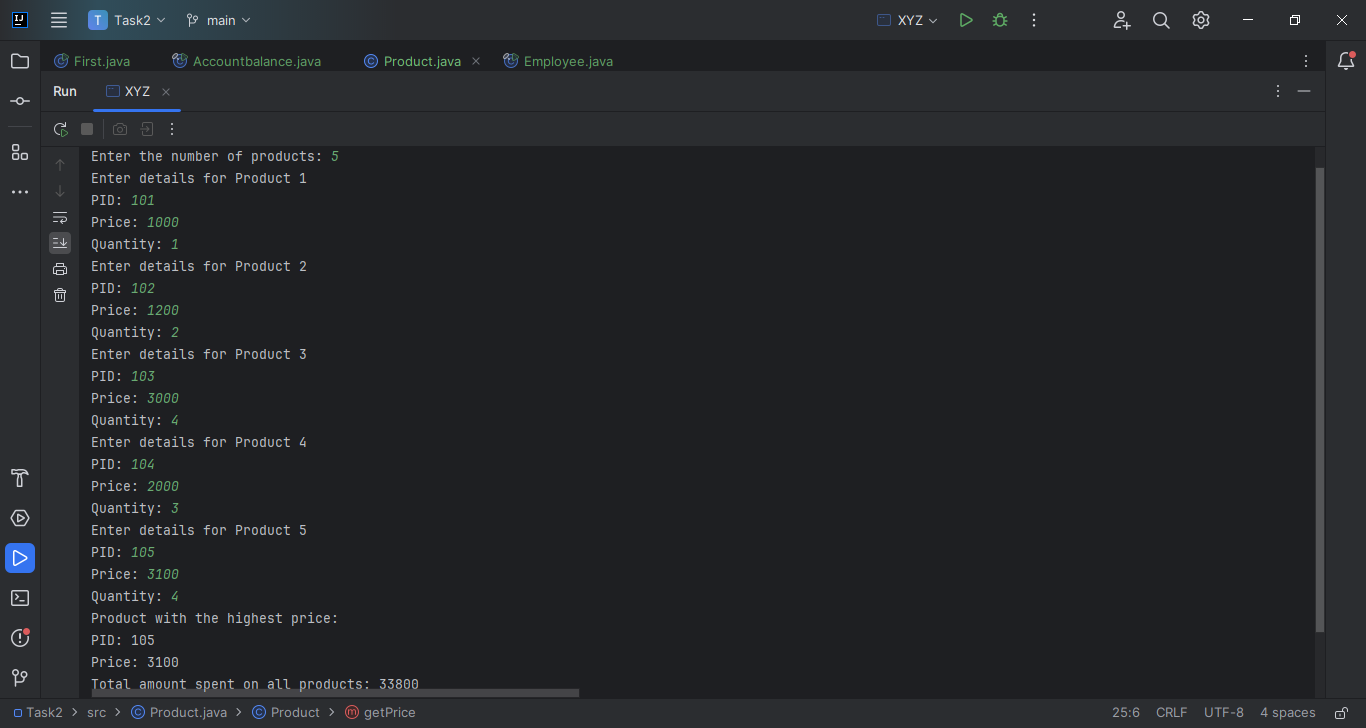 IJ T Task2 main XYZ
First.java Accountbalance.java Product.java Employee.java
Run XYZ
Enter the number of products: 5
Enter details for Product 1
PID: 101
Price: 1000
Quantity: 1
Enter details for Product 2
PID: 102
Price: 1200
Quantity: 2
Enter details for Product 3
PID: 103
Price: 3000
Quantity: 4
Enter details for Product 4
PID: 104
Price: 2000
Quantity: 3
Enter details for Product 5
PID: 105
Price: 3100
Quantity: 4
Product with the highest price:
PID: 105
Price: 3100
Total amount spent on all products: 33800
Task2 > src > Product.java > Product > getPrice 25:6 CRLF UTF-8 4 spaces